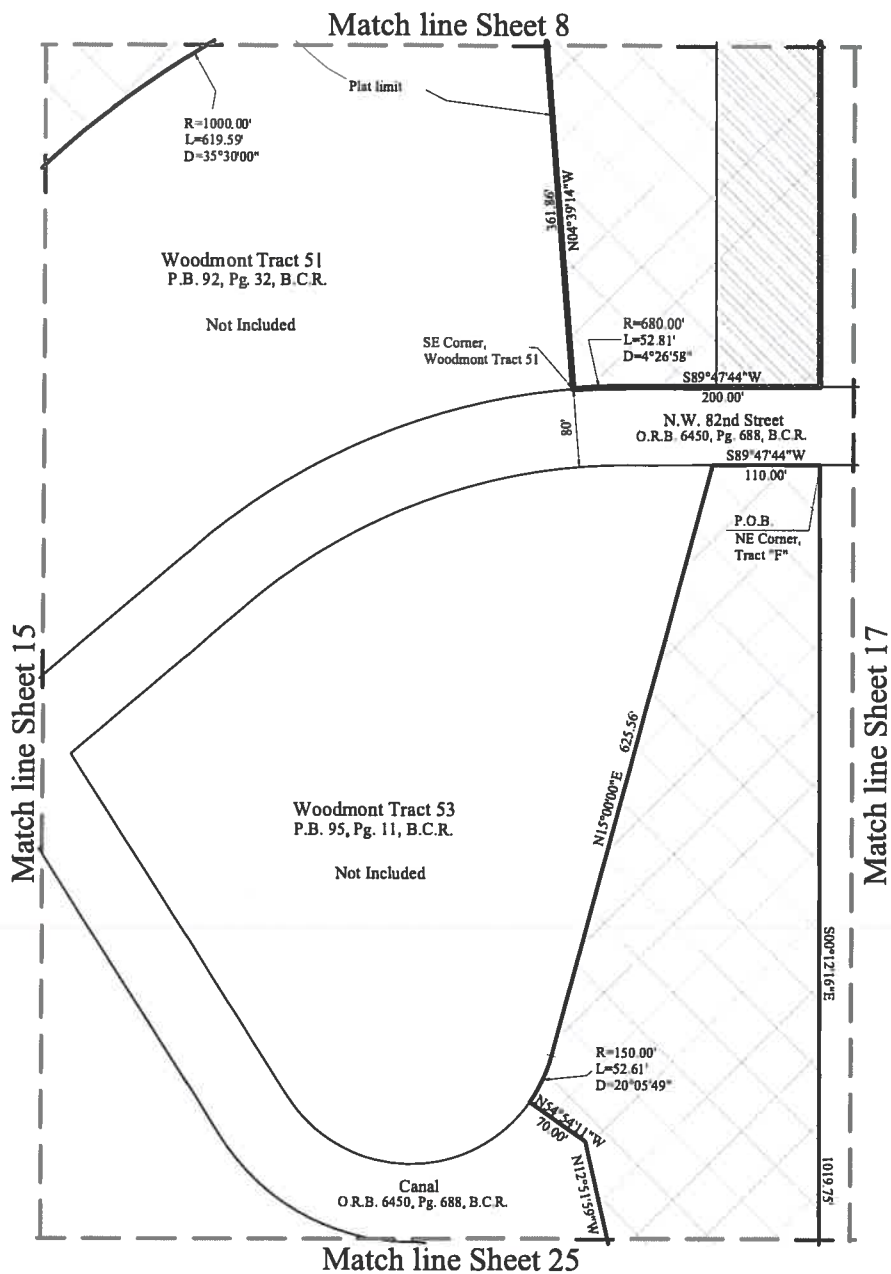 Match line Sheet 8
Plat limit
R=1000.00'
L=619.59'
D=35°30'00"
361.86'
N04°39'14"W
Woodmont Tract 51
P.B. 92, Pg. 32, B.C.R.
Not Included
SE Corner,
Woodmont Tract 51
R=680.00'
L=52.81'
D=4°26'58"
S89°47'44"W
200.00'
80'
N.W. 82nd Street
O.R.B. 6450, Pg. 688, B.C.R.
S89°47'44"W
110.00'
P.O.B.
NE Corner,
Tract "F"
Match line Sheet 15
Match line Sheet 17
N15°00'00"E 625.56'
Woodmont Tract 53
P.B. 95, Pg. 11, B.C.R.
Not Included
S00°12'16"E
1019.75'
R=150.00'
L=52.61'
D=20°05'49"
N54°54'11"W
70.00'
N12°51'59"W
Canal
O.R.B. 6450, Pg. 688, B.C.R.
Match line Sheet 25